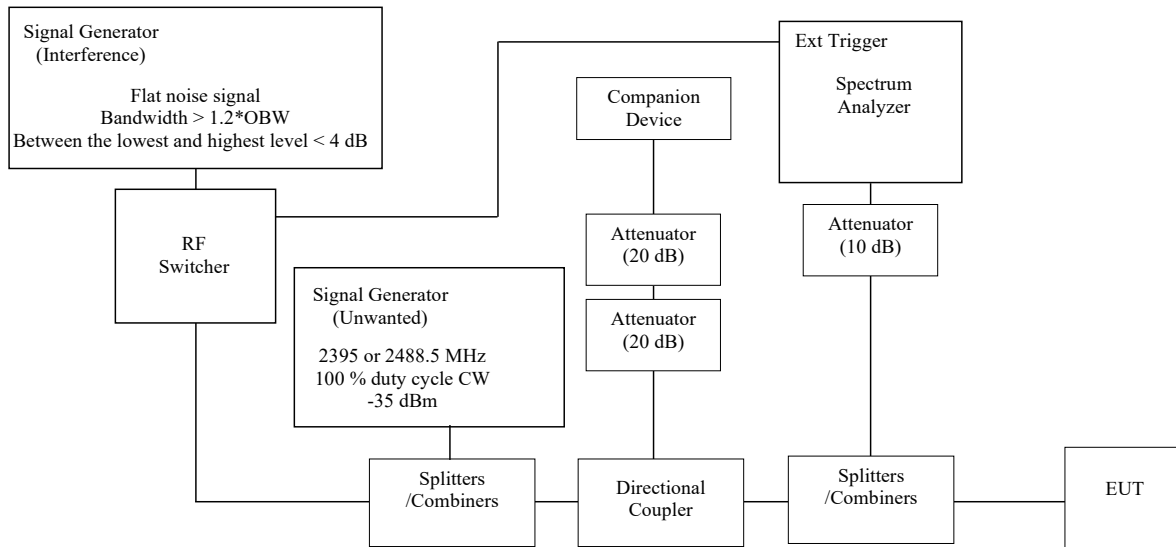 Signal Generator
(Interference)
Flat noise signal
Bandwidth > 1.2*OBW
Between the lowest and highest level < 4 dB
RF
Switcher
Signal Generator
(Unwanted)
2395 or 2488.5 MHz
100 % duty cycle CW
-35 dBm
Companion
Device
Attenuator
(20 dB)
Attenuator
(20 dB)
Ext Trigger
Spectrum
Analyzer
Attenuator
(10 dB)
Splitters
/Combiners
Directional
Coupler
Splitters
/Combiners
EUT